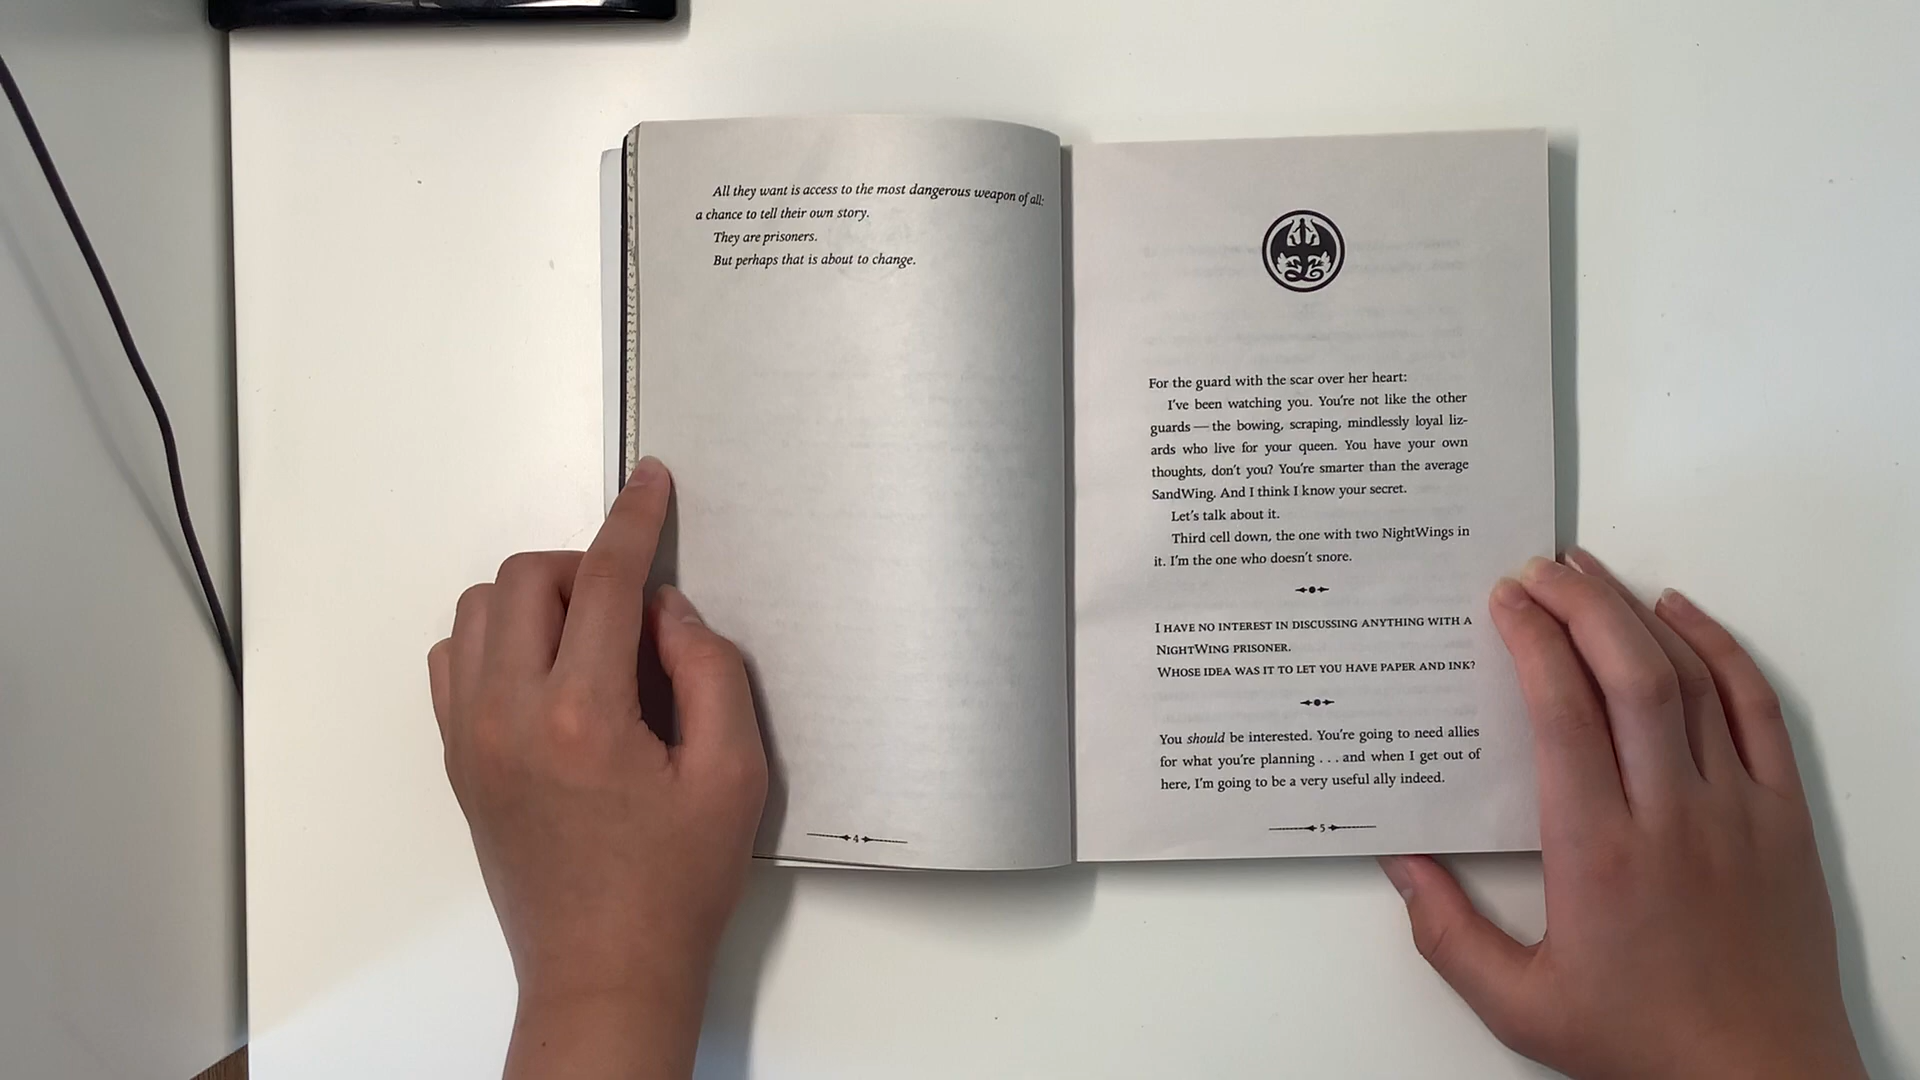 All they want is access to the most dangerous weapon of all:
a chance to tell their own story.
They are prisoners.
But perhaps that is about to change.
4
For the guard with the scar over her heart:
I've been watching you. You're not like the other
guards — the bowing, scraping, mindlessly loyal liz-
ards who live for your queen. You have your own
thoughts, don't you? You're smarter than the average
SandWing. And I think I know your secret.
Let's talk about it.
Third cell down, the one with two NightWings in
it. I'm the one who doesn't snore.
I HAVE NO INTEREST IN DISCUSSING ANYTHING WITH A
NIGHTWING PRISONER.
WHOSE IDEA WAS IT TO LET YOU HAVE PAPER AND INK?
You should be interested. You're going to need allies
for what you're planning . . . and when I get out of
here, I'm going to be a very useful ally indeed.
5